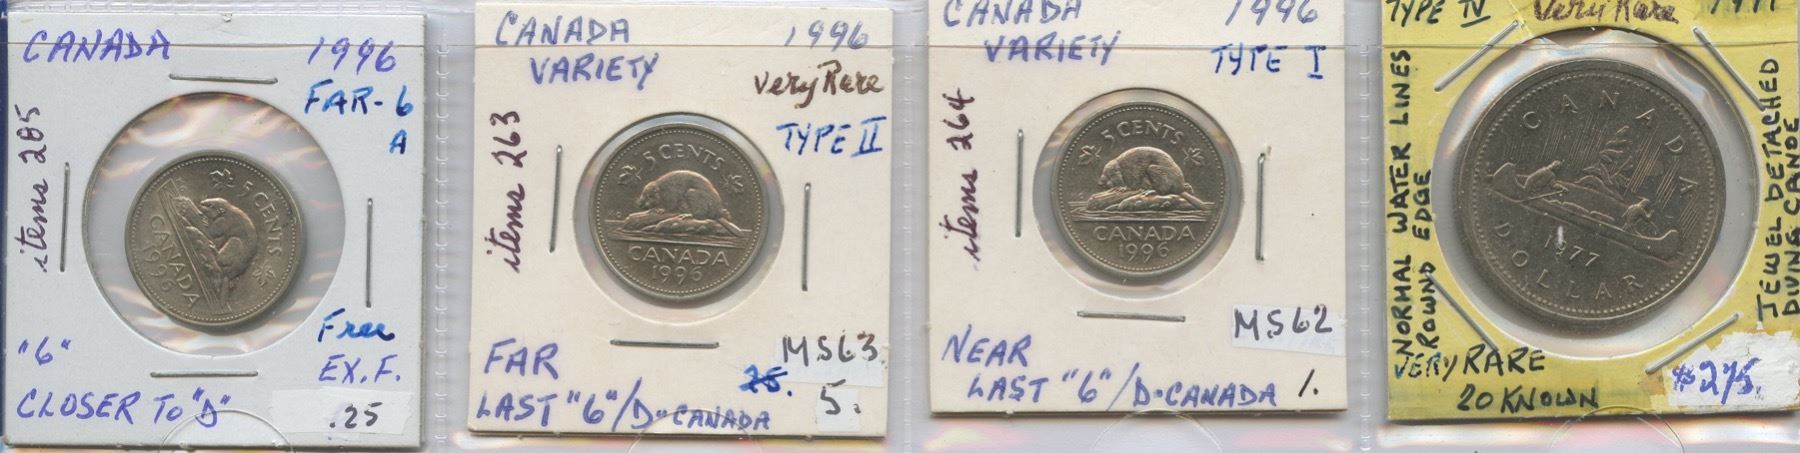 CANADA 1996
FAR-6
A
items 285
5 CENTS
CANADA
1996
"6"
CLOSER TO "D"
Free
EX.F.
.25
CANADA 1996
VARIETY
Very Rare
TYPE II
items 263
5 CENTS
CANADA
1996
FAR
LAST "6"/D-CANADA
MS63
25.
5.
CANADA 1996
VARIETY
TYPE I
items 264
5 CENTS
CANADA
1996
MS62
NEAR
LAST "6"/D-CANADA
1.
TYPE IV Very Rare 1977
NORMAL WATER LINES
ROUND EDGE
JEWEL DETACHED
DIVING CANOE
CANADA
1977
DOLLAR
VERY RARE
20 KNOWN
$275.